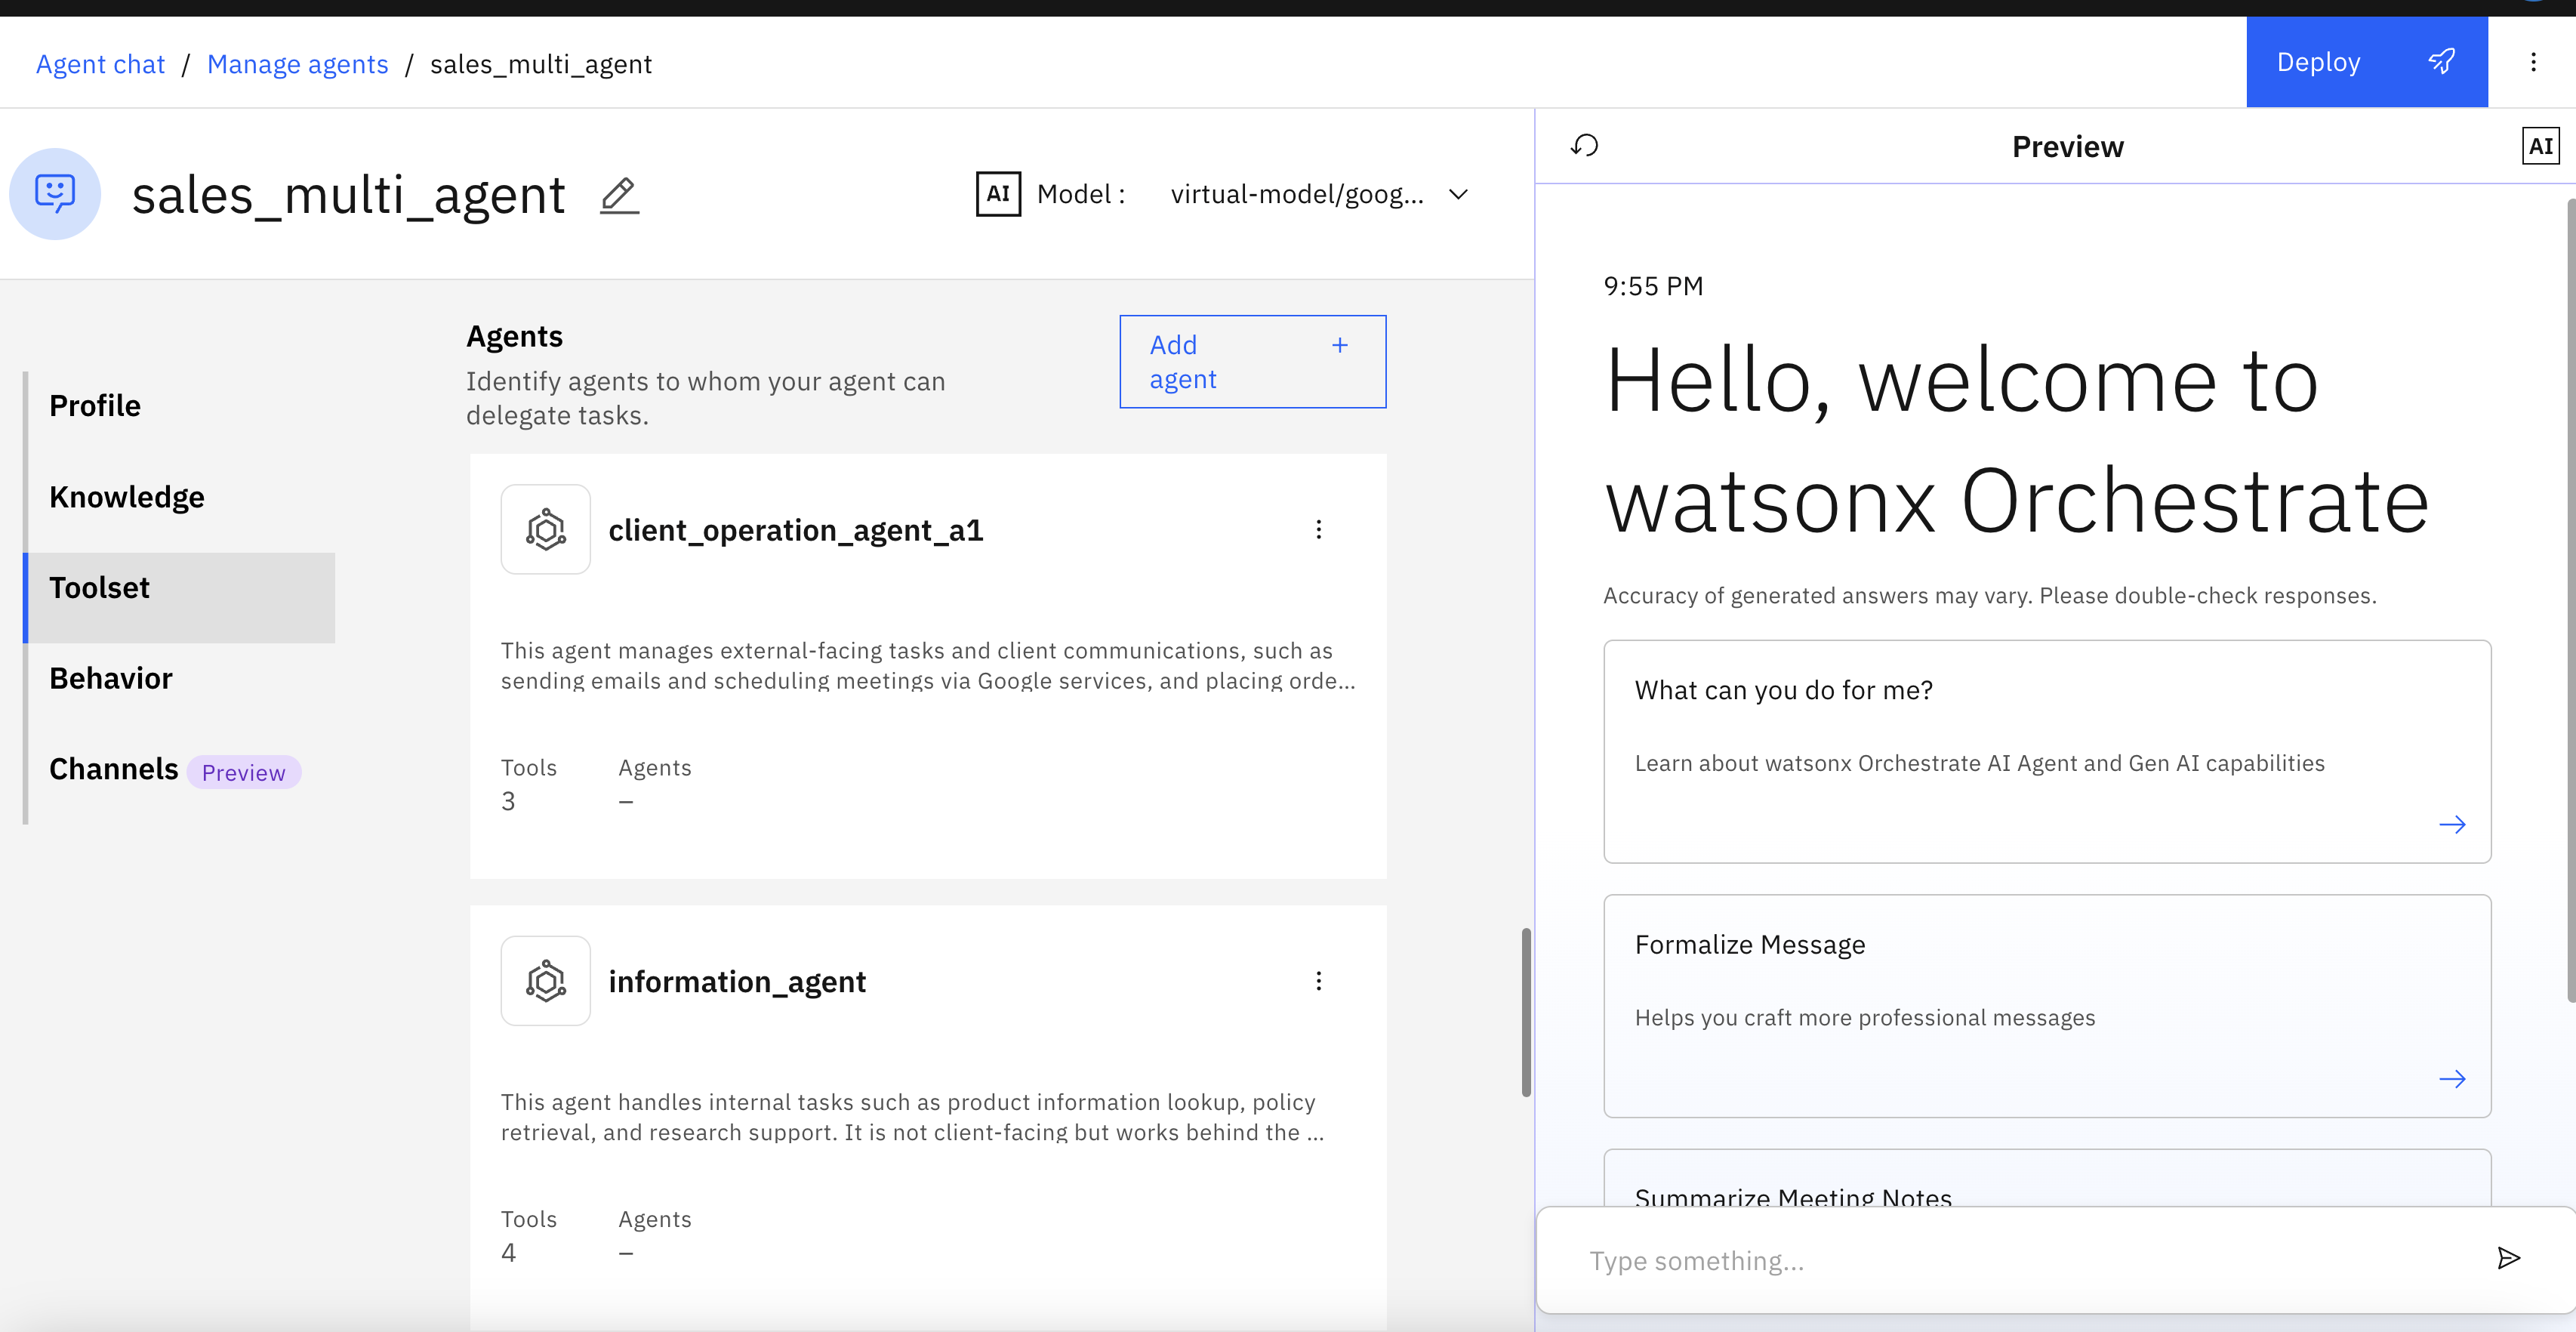 Agent chat / Manage agents / sales_multi_agent
Deploy
sales_multi_agent
AI Model : virtual-model/goog...
Profile
Knowledge
Toolset
Behavior
Channels Preview
Agents
Identify agents to whom your agent can
delegate tasks.
Add
agent
+
client_operation_agent_a1
This agent manages external-facing tasks and client communications, such as
sending emails and scheduling meetings via Google services, and placing orde...
Tools Agents
3 –
information_agent
This agent handles internal tasks such as product information lookup, policy
retrieval, and research support. It is not client-facing but works behind the ...
Tools Agents
4 –
Preview
AI
9:55 PM
Hello, welcome to
watsonx Orchestrate
Accuracy of generated answers may vary. Please double-check responses.
What can you do for me?
Learn about watsonx Orchestrate AI Agent and Gen AI capabilities
Formalize Message
Helps you craft more professional messages
Summarize Meeting Notes
Type something...